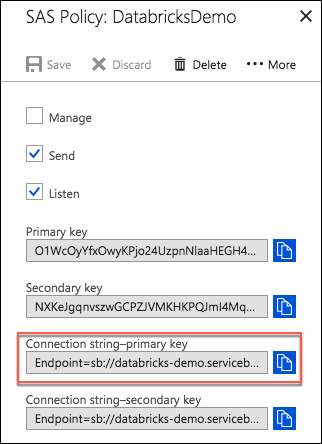 SAS Policy: DatabricksDemo
Save Discard Delete More
Manage
Send
Listen
Primary key
O1WcOyYfxOwyKPjo24UzpnNlaaHEGH4...
Secondary key
NXKeJgqnvszwGCPZJVMKHKPQJmI4Mq...
Connection string–primary key
Endpoint=sb://databricks-demo.serviceb...
Connection string–secondary key
Endpoint=sb://databricks-demo.serviceb...